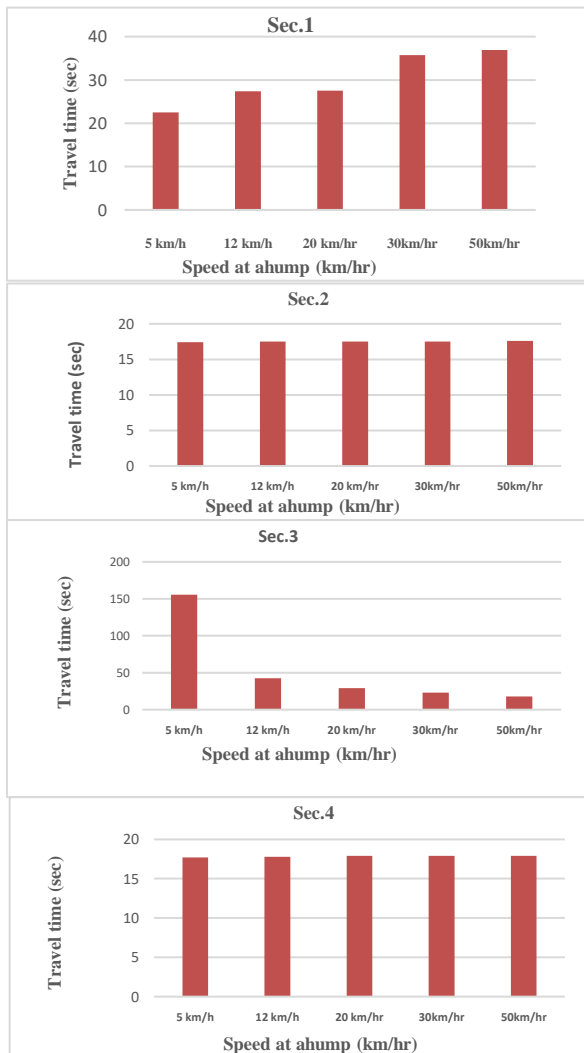 Sec.1
Travel time (sec)
40
30
20
10
0
5 km/h 12 km/h 20 km/hr 30km/hr 50km/hr
Speed at ahump (km/hr)
Sec.2
Travel time (sec)
20
15
10
5
0
5 km/h 12 km/h 20 km/hr 30km/hr 50km/hr
Speed at ahump (km/hr)
Sec.3
Travel time (sec)
200
150
100
50
0
5 km/h 12 km/h 20 km/hr 30km/hr 50km/hr
Speed at ahump (km/hr)
Sec.4
Travel time (sec)
20
15
10
5
0
5 km/h 12 km/h 20 km/hr 30km/hr 50km/hr
Speed at ahump (km/hr)